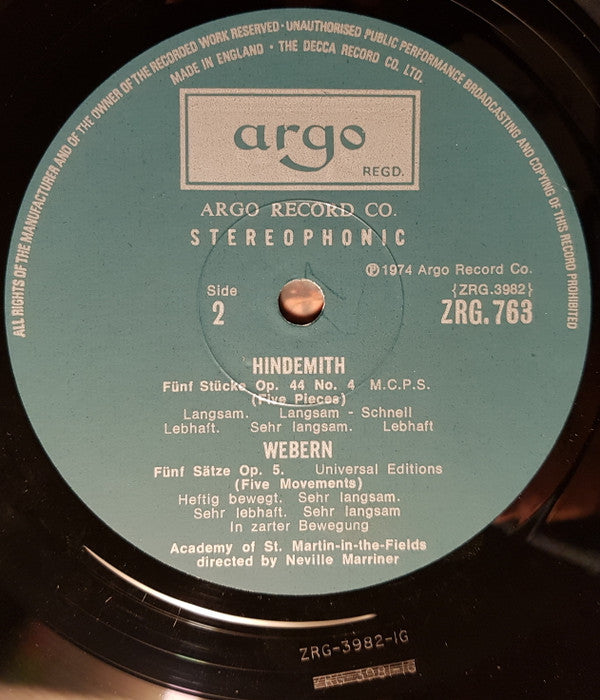 ALL RIGHTS OF THE MANUFACTURER AND OF THE OWNER OF THE RECORDED WORK RESERVED · UNAUTHORISED PUBLIC PERFORMANCE BROADCASTING AND COPYING OF THIS RECORD PROHIBITED
MADE IN ENGLAND · THE DECCA RECORD CO. LTD.
argo
REGD.
ARGO RECORD CO.
STEREOPHONIC
Ⓟ1974 Argo Record Co.
Side
2
{ZRG.3982}
ZRG.763
HINDEMITH
Fünf Stücke Op. 44 No. 4 M.C.P.S.
(Five Pieces)
Langsam. Langsam - Schnell
Lebhaft. Sehr langsam. Lebhaft
WEBERN
Fünf Sätze Op. 5. Universal Editions
(Five Movements)
Heftig bewegt. Sehr langsam.
Sehr lebhaft. Sehr langsam
In zarter Bewegung
Academy of St. Martin-in-the-Fields
directed by Neville Marriner
ZRG-3982-1G
ZRG-3981-1G